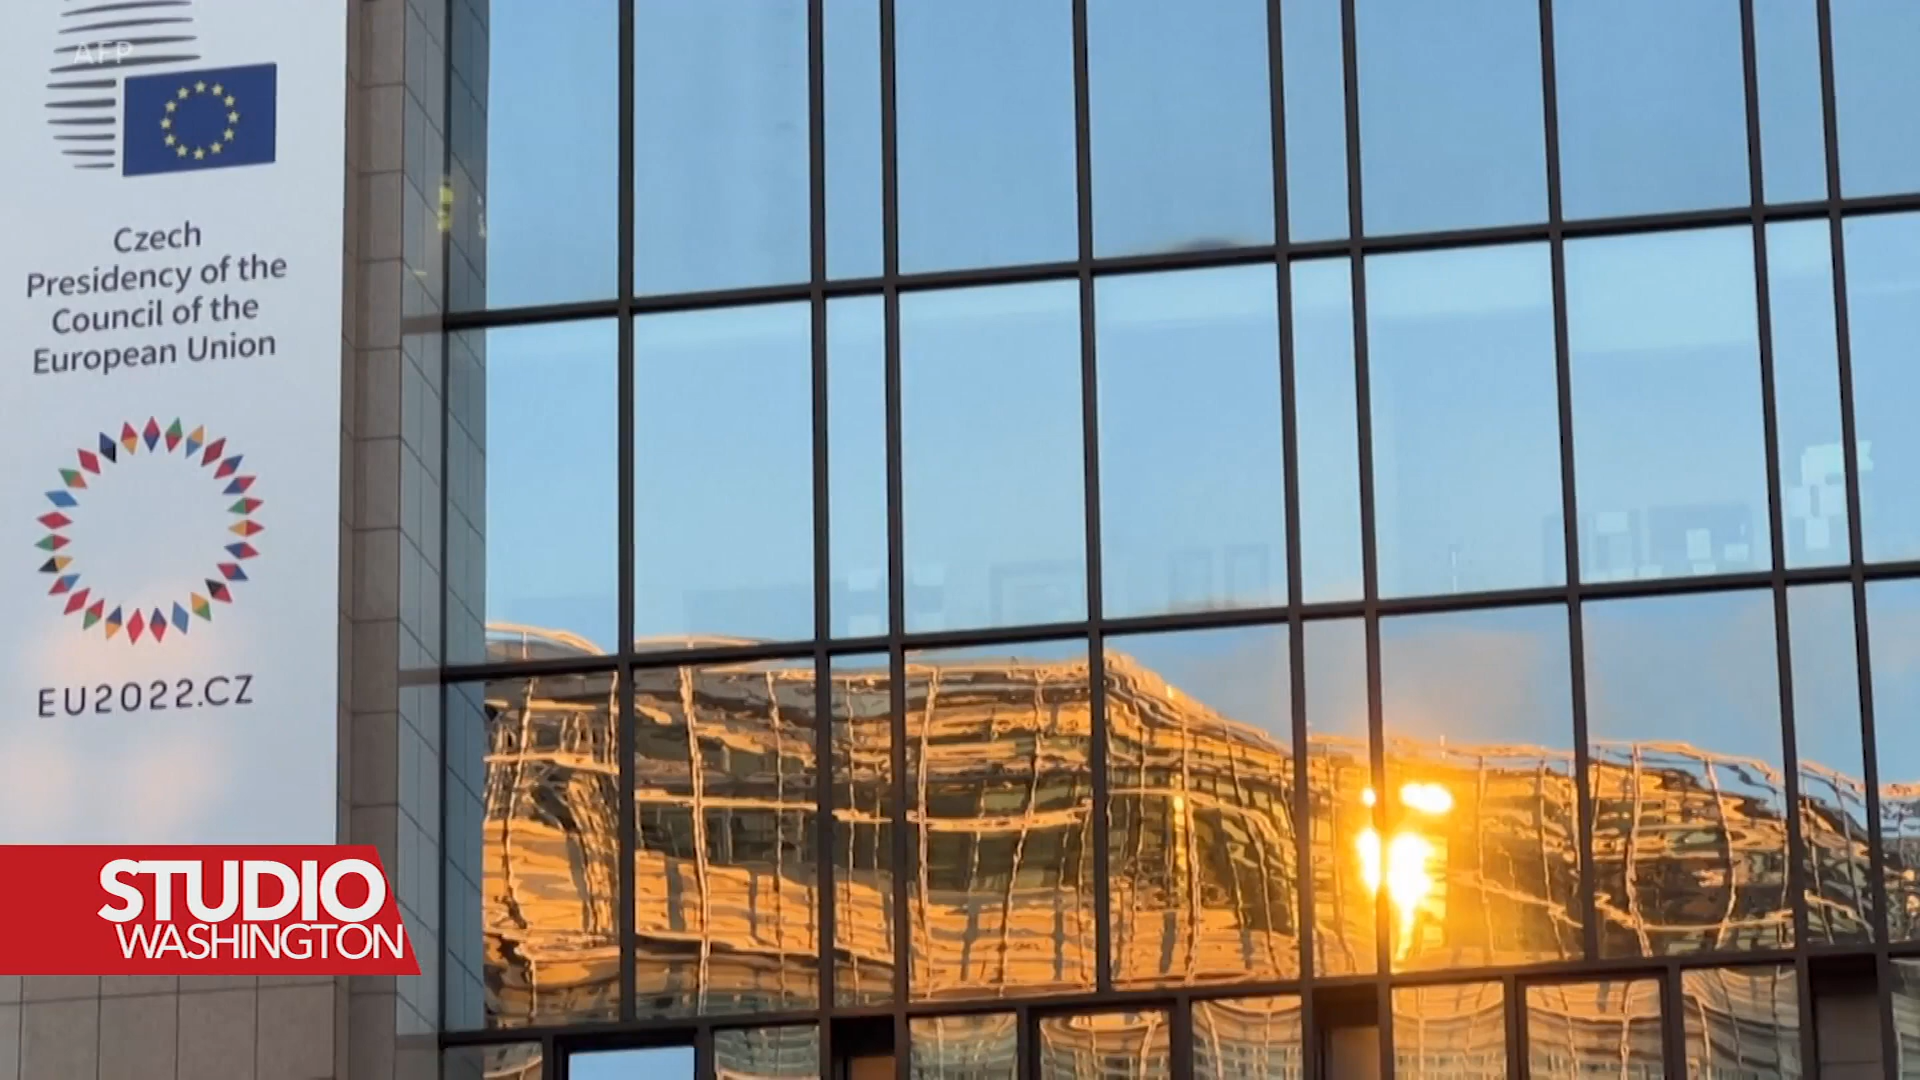 AFP
Czech
Presidency of the
Council of the
European Union
EU2022.CZ
STUDIO
WASHINGTON